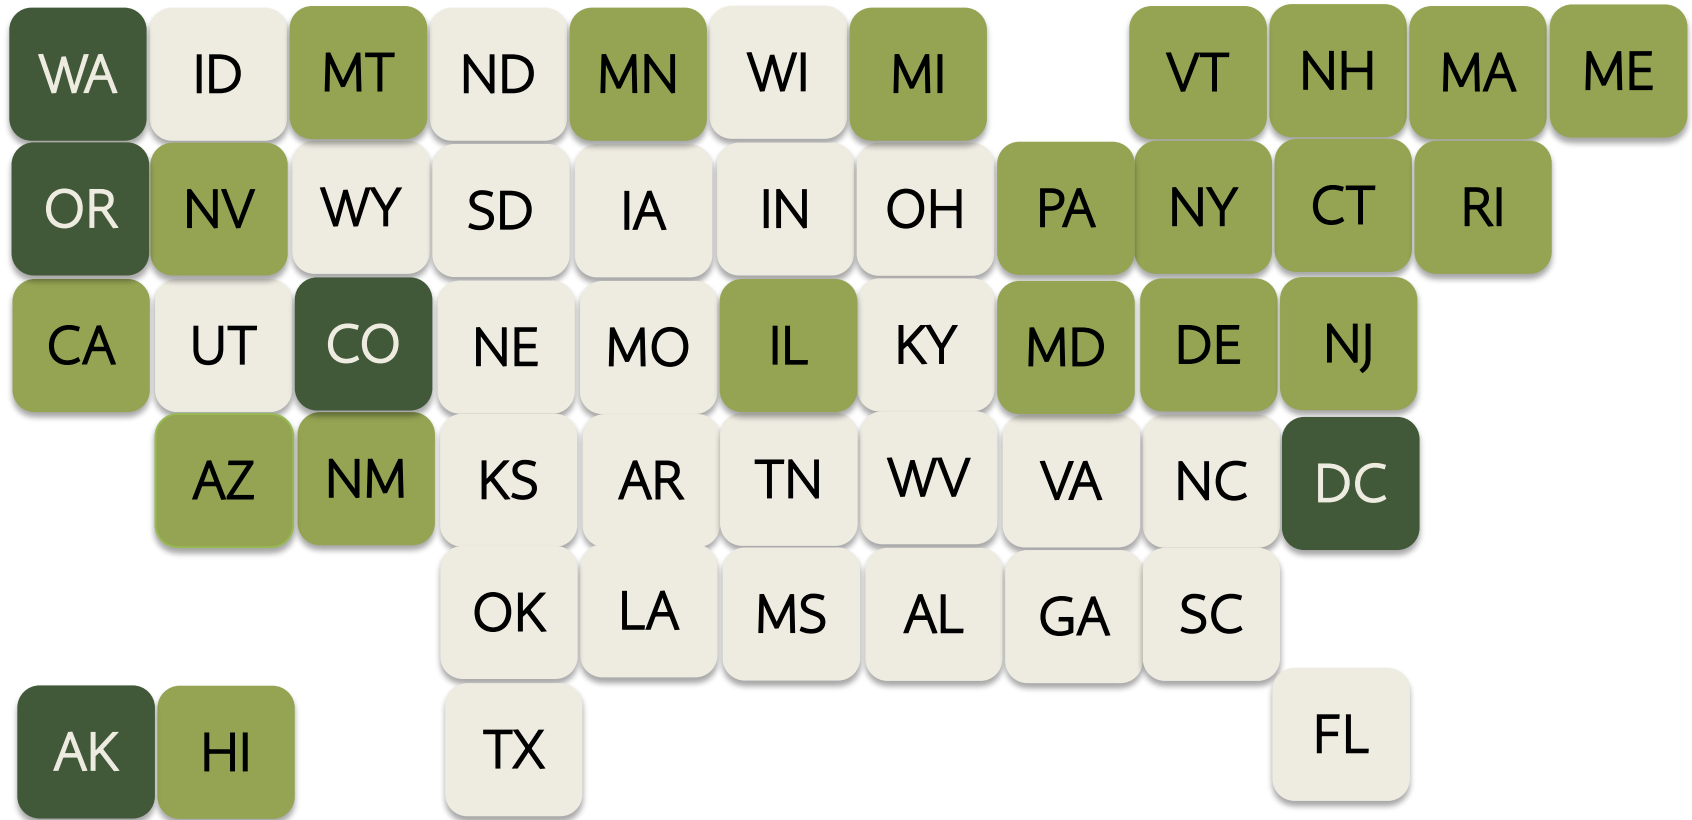 WA ID MT ND MN WI MI VT NH MA ME
OR NV WY SD IA IN OH PA NY CT RI
CA UT CO NE MO IL KY MD DE NJ
AZ NM KS AR TN WV VA NC DC
OK LA MS AL GA SC
AK HI TX FL